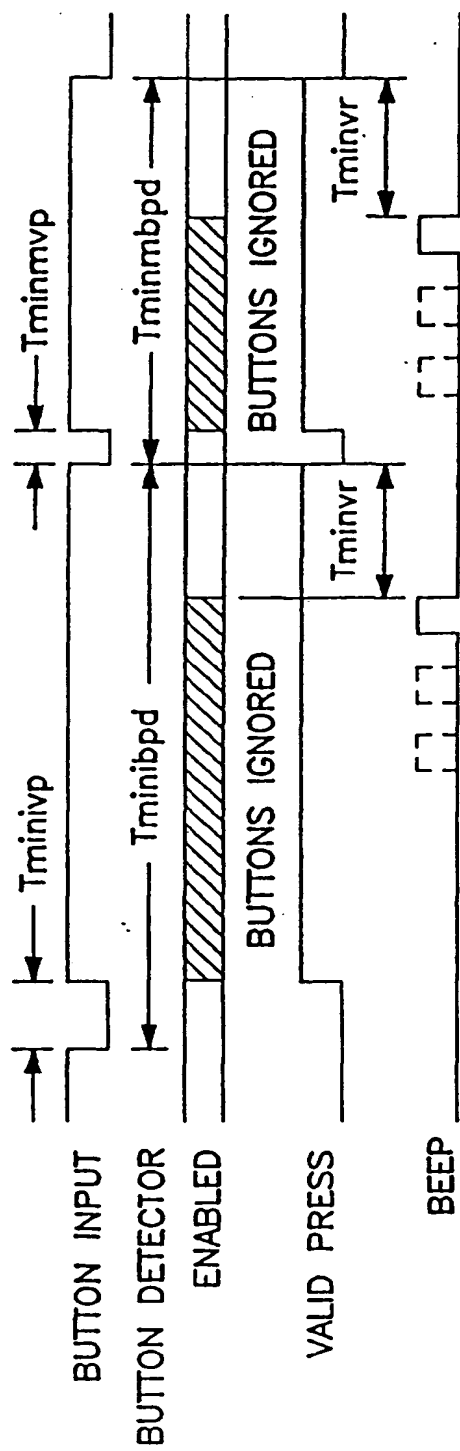 Tminivp
Tminmvp
BUTTON INPUT
BUTTON DETECTOR
Tminibpd
Tminmbpd
ENABLED
BUTTONS IGNORED
BUTTONS IGNORED
VALID PRESS
Tminvr
Tminvr
BEEP